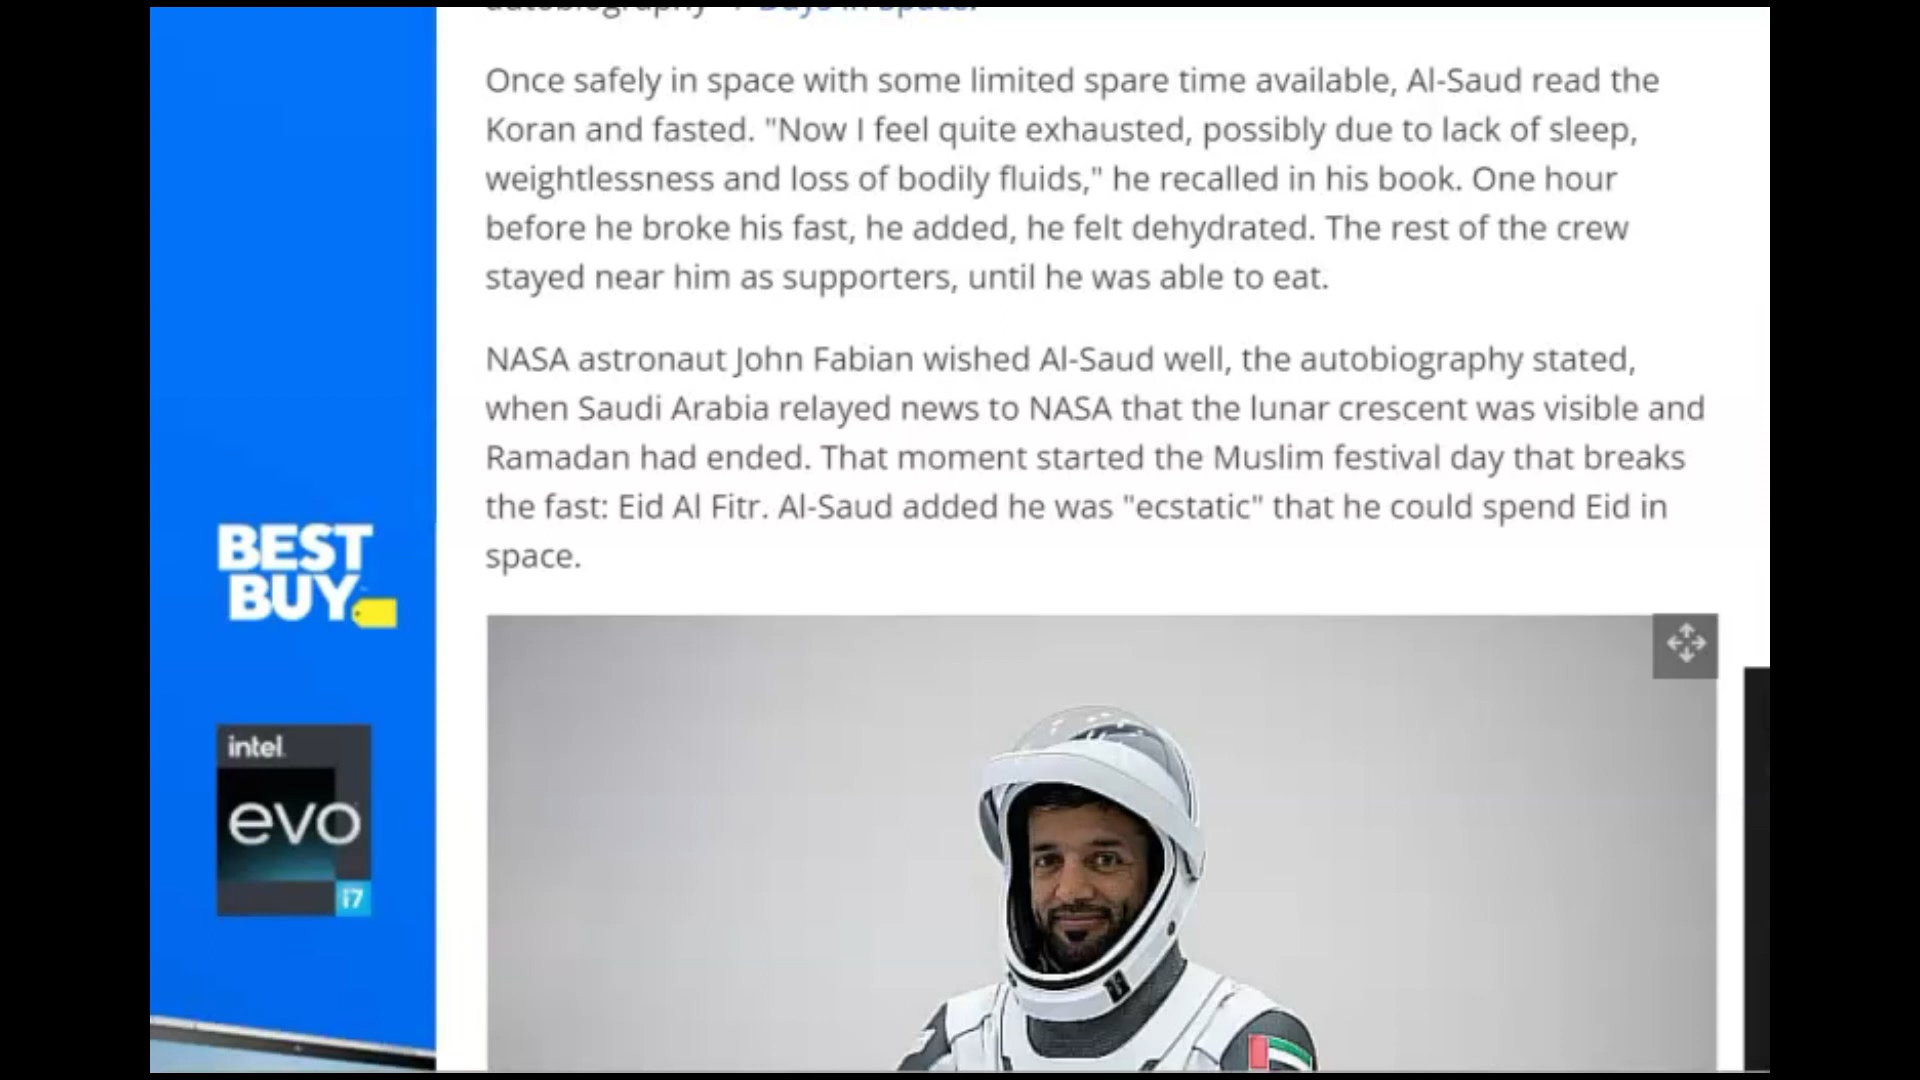 autobiography "7 Days in Space."
Once safely in space with some limited spare time available, Al-Saud read the
Koran and fasted. "Now I feel quite exhausted, possibly due to lack of sleep,
weightlessness and loss of bodily fluids," he recalled in his book. One hour
before he broke his fast, he added, he felt dehydrated. The rest of the crew
stayed near him as supporters, until he was able to eat.
NASA astronaut John Fabian wished Al-Saud well, the autobiography stated,
when Saudi Arabia relayed news to NASA that the lunar crescent was visible and
Ramadan had ended. That moment started the Muslim festival day that breaks
the fast: Eid Al Fitr. Al-Saud added he was "ecstatic" that he could spend Eid in
space.
BEST
BUY
intel
evo
i7